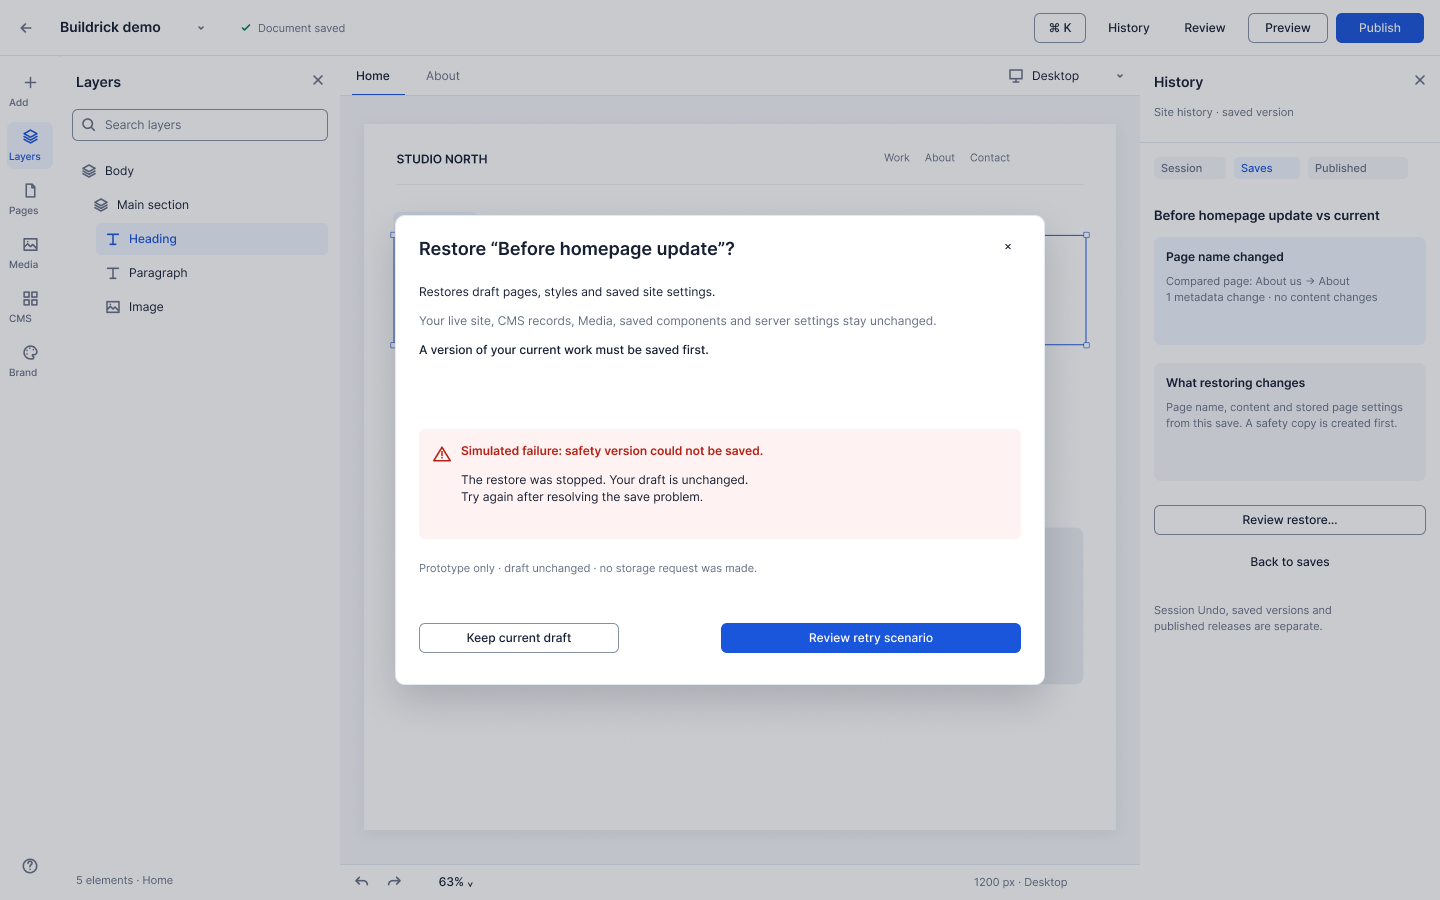 Buildrick demo
Document saved
⌘ K
History
Review
Preview
Publish
Add
Layers
Pages
Media
CMS
Brand
Layers
Search layers
Body
Main section
Heading
Paragraph
Image
5 elements · Home
Home
About
Desktop
STUDIO NORTH
Work
About
Contact
Restore “Before homepage update”?
×
Restores draft pages, styles and saved site settings.
Your live site, CMS records, Media, saved components and server settings stay unchanged.
A version of your current work must be saved first.
Simulated failure: safety version could not be saved.
The restore was stopped. Your draft is unchanged.
Try again after resolving the save problem.
Prototype only · draft unchanged · no storage request was made.
Keep current draft
Review retry scenario
63%
1200 px · Desktop
History
Site history · saved version
Session
Saves
Published
Before homepage update vs current
Page name changed
Compared page: About us → About
1 metadata change · no content changes
What restoring changes
Page name, content and stored page settings
from this save. A safety copy is created first.
Review restore...
Back to saves
Session Undo, saved versions and
published releases are separate.